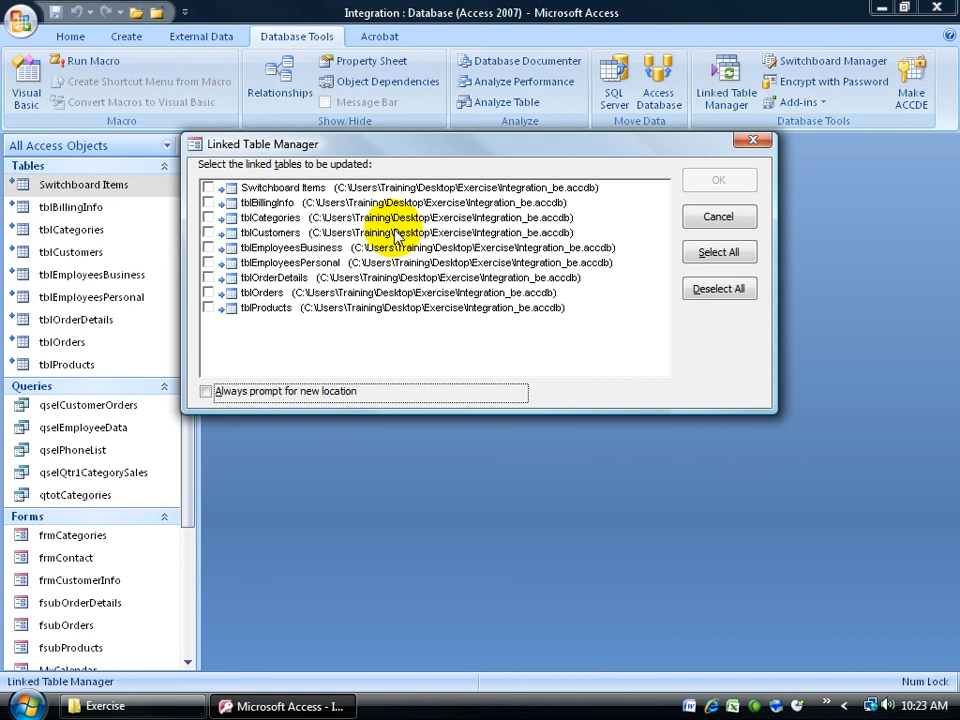 Integration : Database (Access 2007) - Microsoft Access
Home Create External Data Database Tools Acrobat
Visual Basic
Run Macro
Create Shortcut Menu from Macro
Convert Macros to Visual Basic
Macro
Relationships
Property Sheet
Object Dependencies
Message Bar
Show/Hide
Database Documenter
Analyze Performance
Analyze Table
Analyze
SQL Server
Access Database
Move Data
Linked Table Manager
Switchboard Manager
Encrypt with Password
Add-ins
Make ACCDE
Database Tools
All Access Objects
Tables
Switchboard Items
tblBillingInfo
tblCategories
tblCustomers
tblEmployeesBusiness
tblEmployeesPersonal
tblOrderDetails
tblOrders
tblProducts
Queries
qselCustomerOrders
qselEmployeeData
qselPhoneList
qselQtr1CategorySales
qtotCategories
Forms
frmCategories
frmContact
frmCustomerInfo
fsubOrderDetails
fsubOrders
fsubProducts
MyCalendar
Linked Table Manager
Select the linked tables to be updated:
Switchboard Items (C:\Users\Training\Desktop\Exercise\Integration_be.accdb)
tblBillingInfo (C:\Users\Training\Desktop\Exercise\Integration_be.accdb)
tblCategories (C:\Users\Training\Desktop\Exercise\Integration_be.accdb)
tblCustomers (C:\Users\Training\Desktop\Exercise\Integration_be.accdb)
tblEmployeesBusiness (C:\Users\Training\Desktop\Exercise\Integration_be.accdb)
tblEmployeesPersonal (C:\Users\Training\Desktop\Exercise\Integration_be.accdb)
tblOrderDetails (C:\Users\Training\Desktop\Exercise\Integration_be.accdb)
tblOrders (C:\Users\Training\Desktop\Exercise\Integration_be.accdb)
tblProducts (C:\Users\Training\Desktop\Exercise\Integration_be.accdb)
Always prompt for new location
OK
Cancel
Select All
Deselect All
Linked Table Manager
Num Lock
Exercise
Microsoft Access - I...
10:23 AM